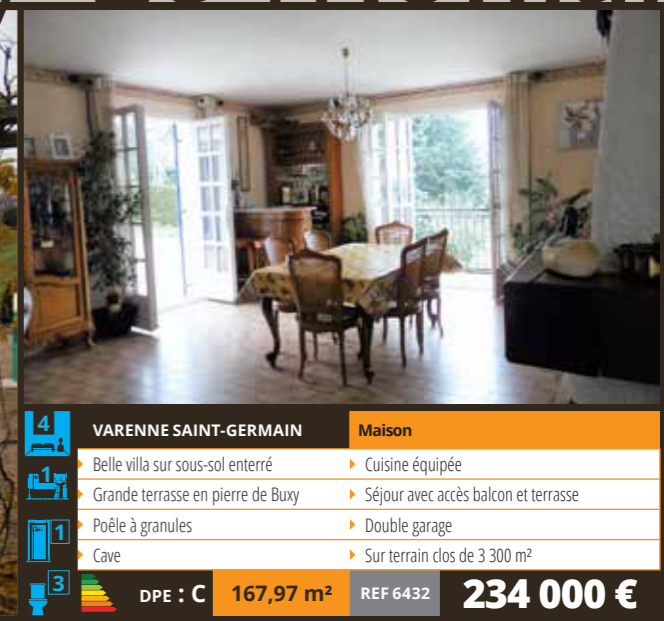 4
VARENNE SAINT-GERMAIN
Maison
Belle villa sur sous-sol enterré
Cuisine équipée
1
Grande terrasse en pierre de Buxy
Séjour avec accès balcon et terrasse
Poêle à granules
Double garage
1
Cave
Sur terrain clos de 3 300 m²
3
DPE : C
167,97 m²
REF 6432
234 000 €